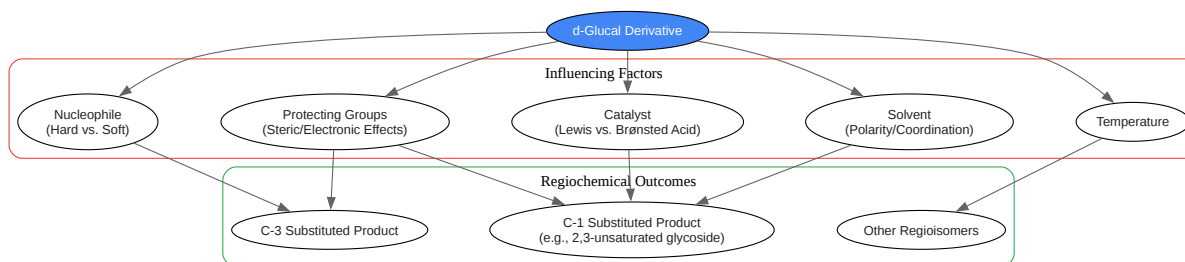 d-Glucal Derivative
Influencing Factors
Nucleophile
(Hard vs. Soft)
Protecting Groups
(Steric/Electronic Effects)
Catalyst
(Lewis vs. Brønsted Acid)
Solvent
(Polarity/Coordination)
Temperature
Regiochemical Outcomes
C-3 Substituted Product
C-1 Substituted Product
(e.g., 2,3-unsaturated glycoside)
Other Regioisomers